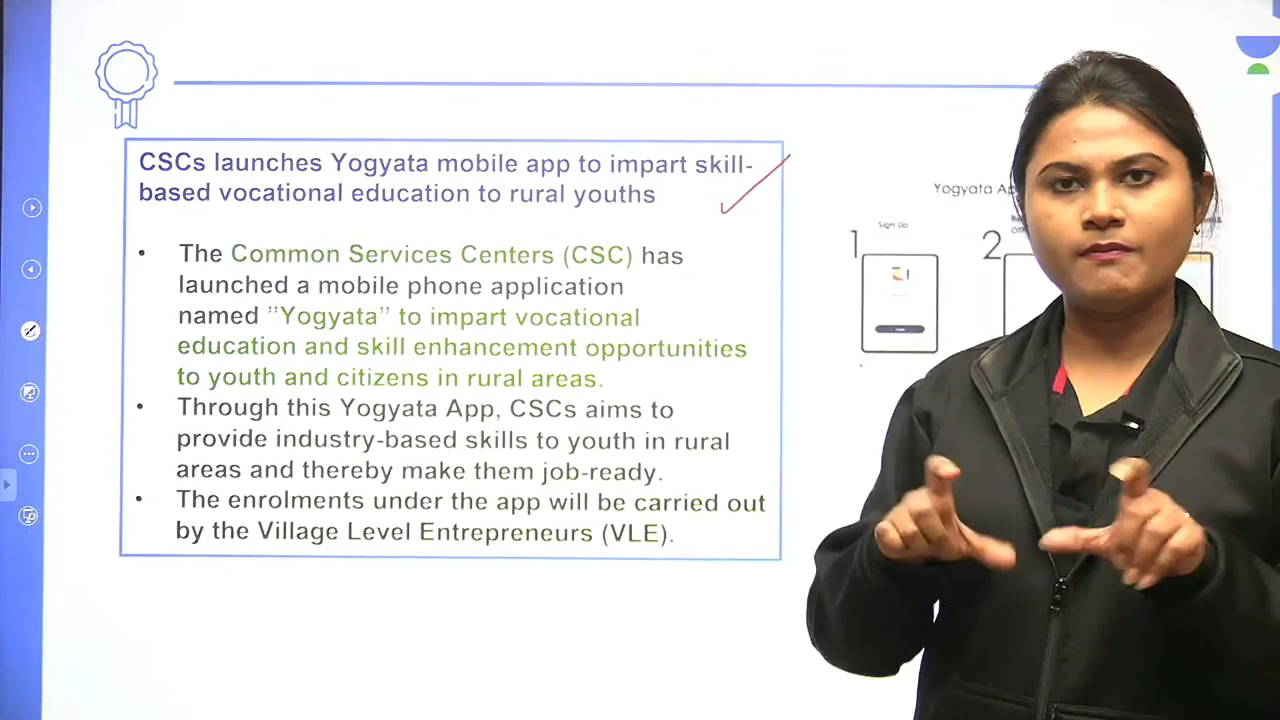 CSCs launches Yogyata mobile app to impart skill-
based vocational education to rural youths
• The Common Services Centers (CSC) has
launched a mobile phone application
named ”Yogyata” to impart vocational
education and skill enhancement opportunities
to youth and citizens in rural areas.
• Through this Yogyata App, CSCs aims to
provide industry-based skills to youth in rural
areas and thereby make them job-ready.
• The enrolments under the app will be carried out
by the Village Level Entrepreneurs (VLE).
Yogyata
Sign Up
1
2